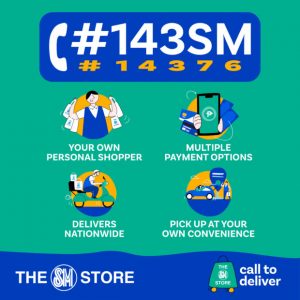 #143SM
#14376
YOUR OWN
PERSONAL SHOPPER
MULTIPLE
PAYMENT OPTIONS
DELIVERS
NATIONWIDE
PICK UP AT YOUR
OWN CONVENIENCE
THE SM STORE
THE SM STORE
call to
deliver